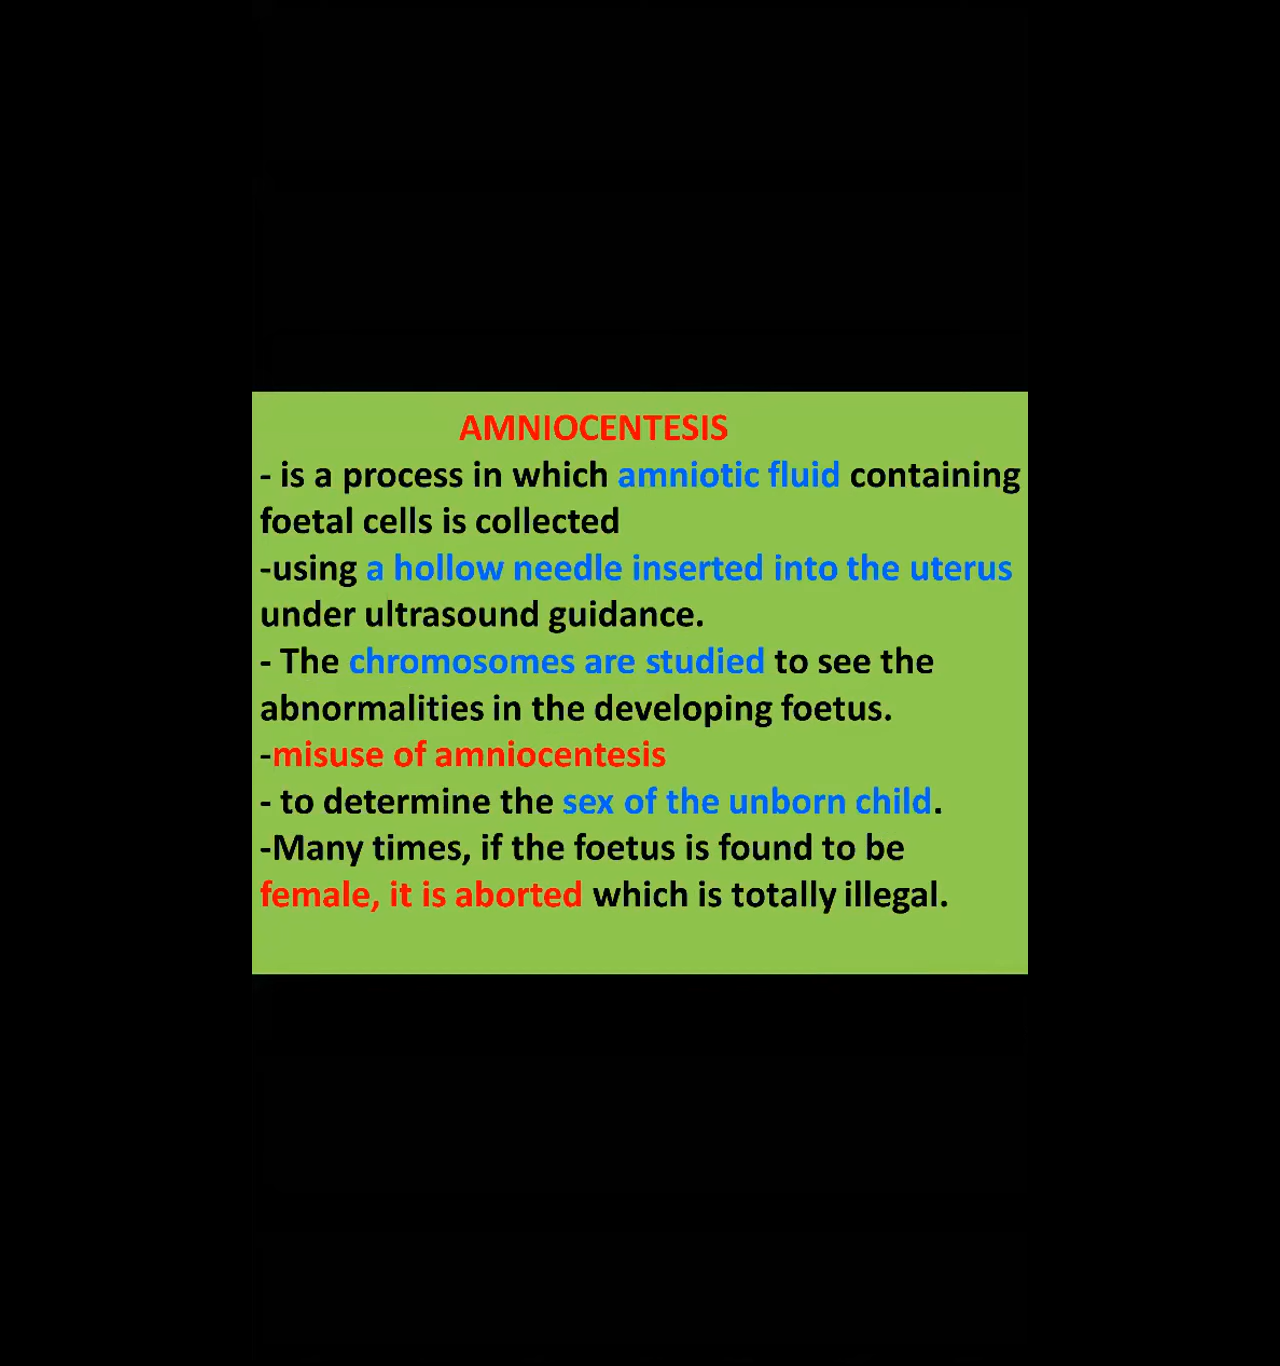 AMNIOCENTESIS
- is a process in which amniotic fluid containing
foetal cells is collected
-using a hollow needle inserted into the uterus
under ultrasound guidance.
- The chromosomes are studied to see the
abnormalities in the developing foetus.
-misuse of amniocentesis
- to determine the sex of the unborn child.
-Many times, if the foetus is found to be
female, it is aborted which is totally illegal.